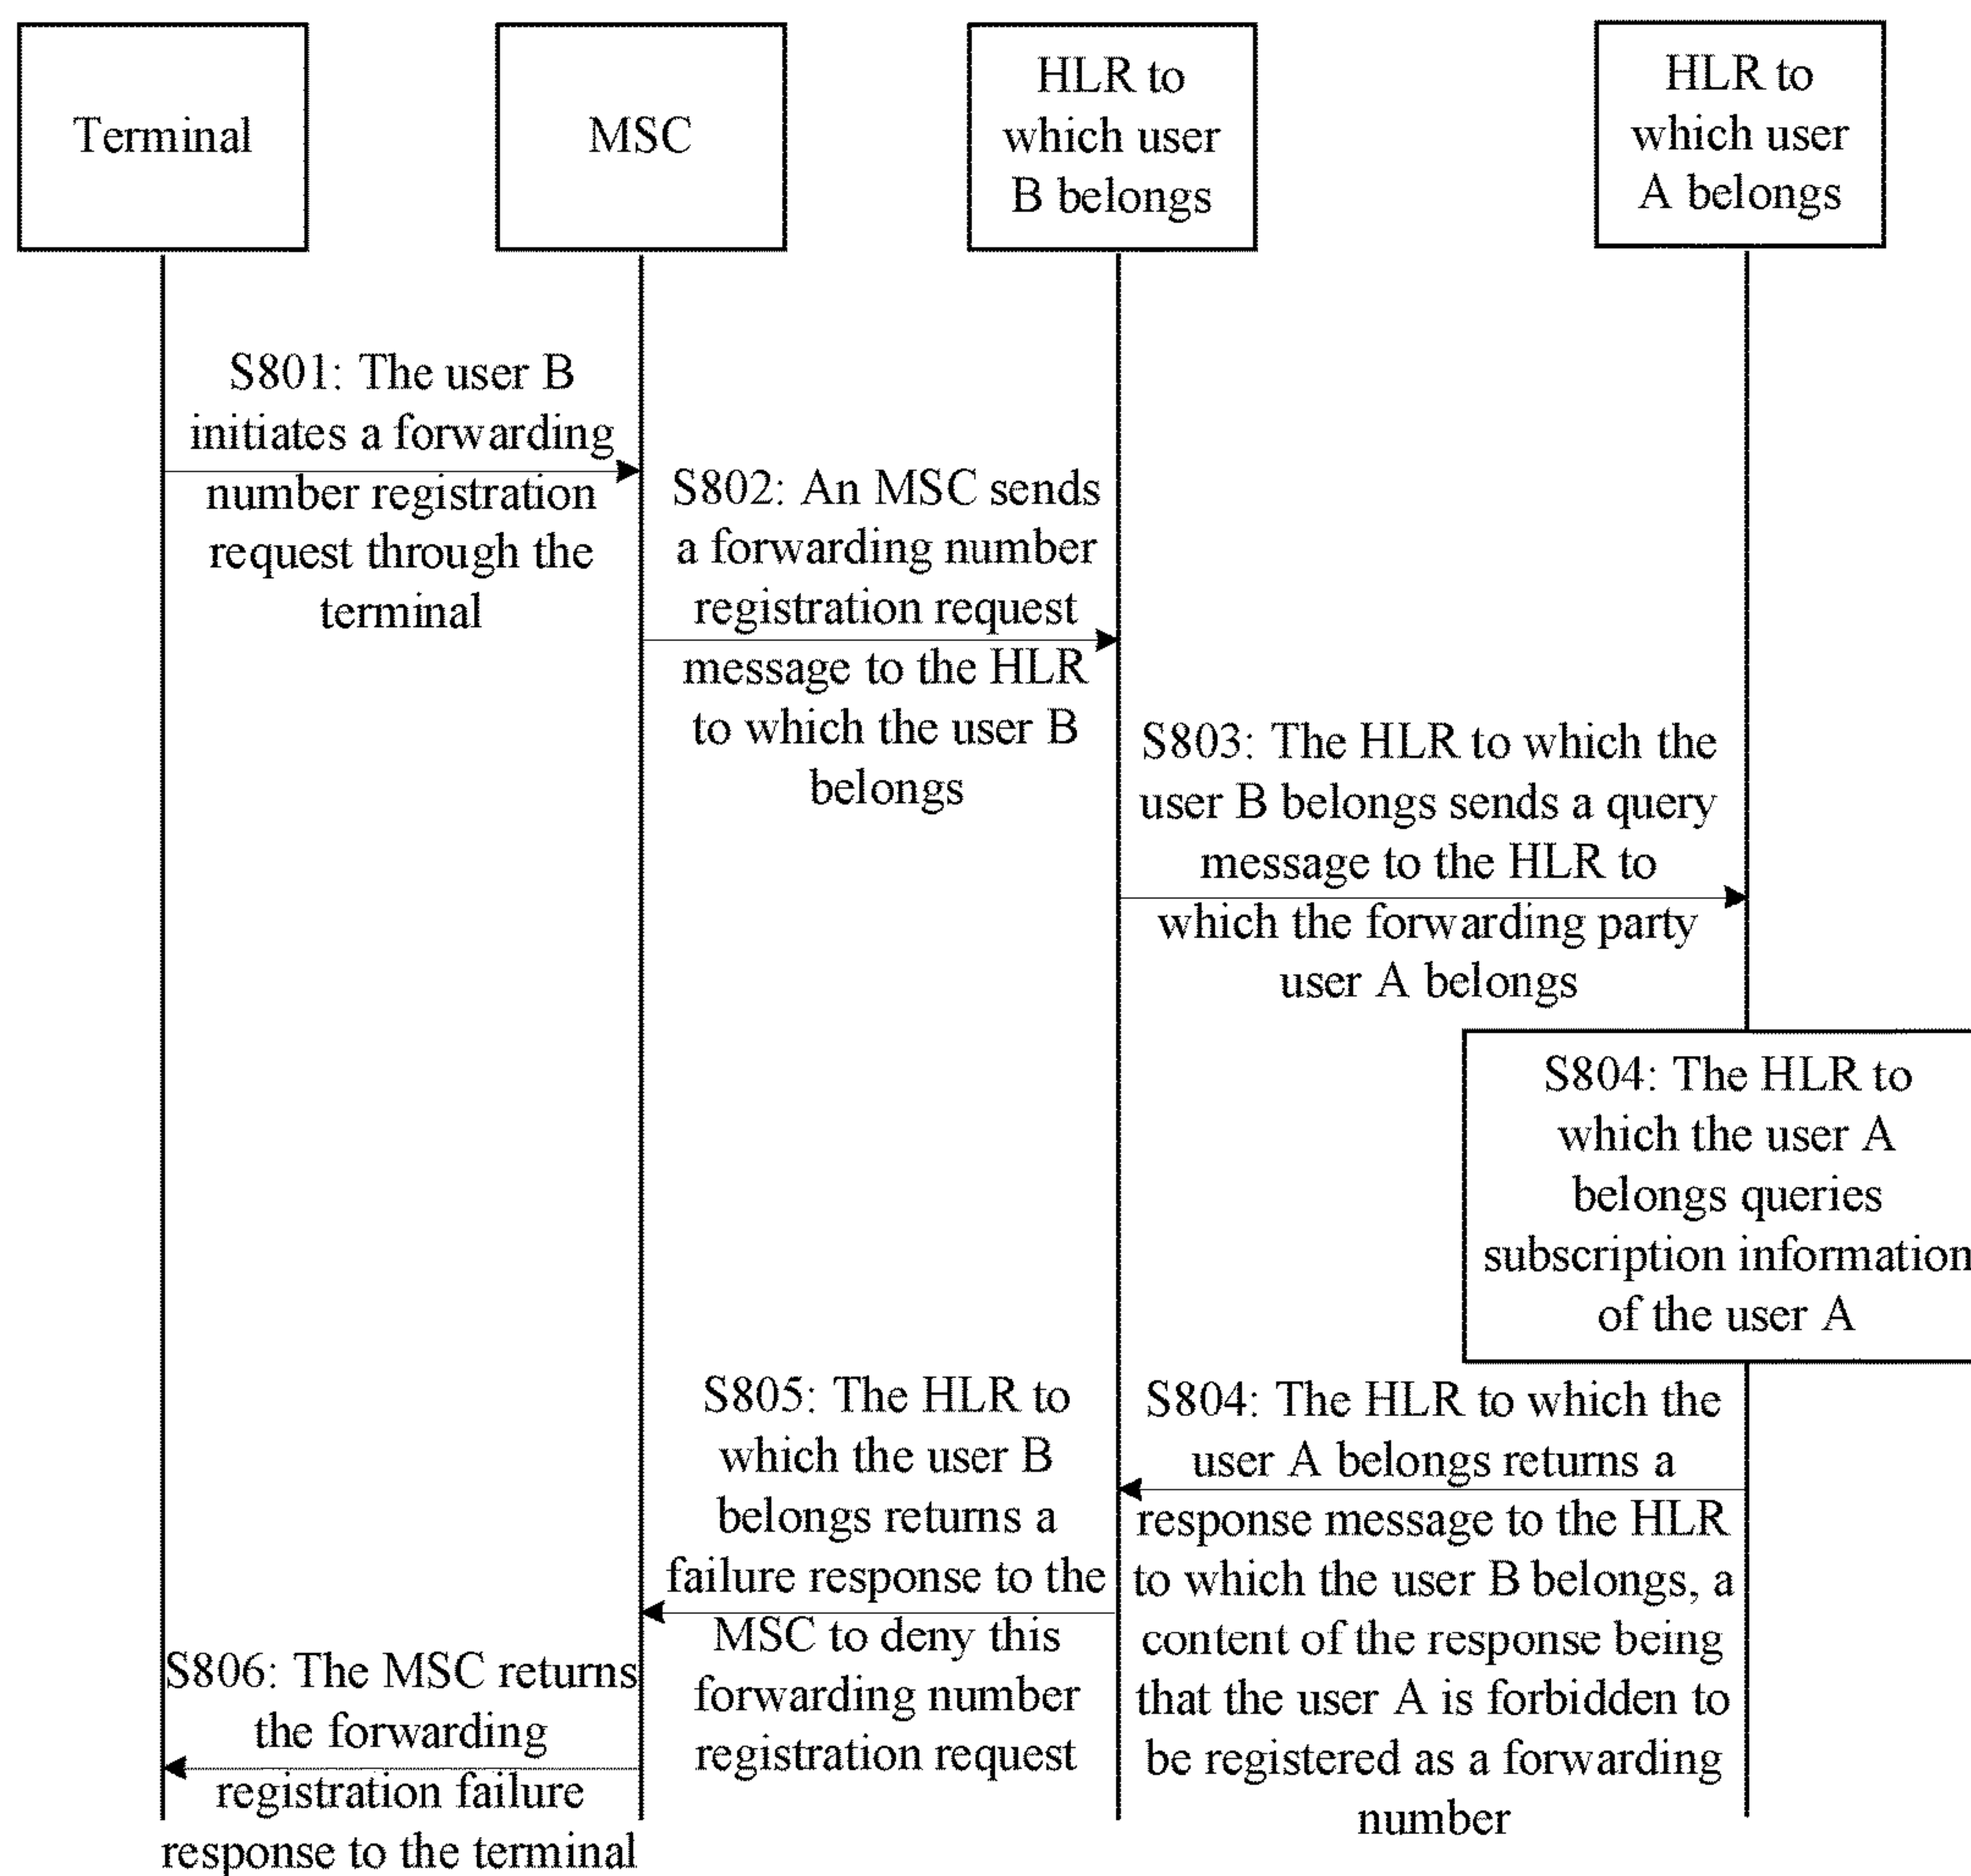 Terminal
MSC
HLR to
which user
B belongs
HLR to
which user
A belongs
S801: The user B
initiates a forwarding
number registration
request through the
terminal
S802: An MSC sends
a forwarding number
registration request
message to the HLR
to which the user B
belongs
S803: The HLR to which the
user B belongs sends a query
message to the HLR to
which the forwarding party
user A belongs
S804: The HLR to
which the user A
belongs queries
subscription information
of the user A
S804: The HLR to which the
user A belongs returns a
response message to the HLR
to which the user B belongs, a
content of the response being
that the user A is forbidden to
be registered as a forwarding
number
S805: The HLR to
which the user B
belongs returns a
failure response to the
MSC to deny this
forwarding number
registration request
S806: The MSC returns
the forwarding
registration failure
response to the terminal